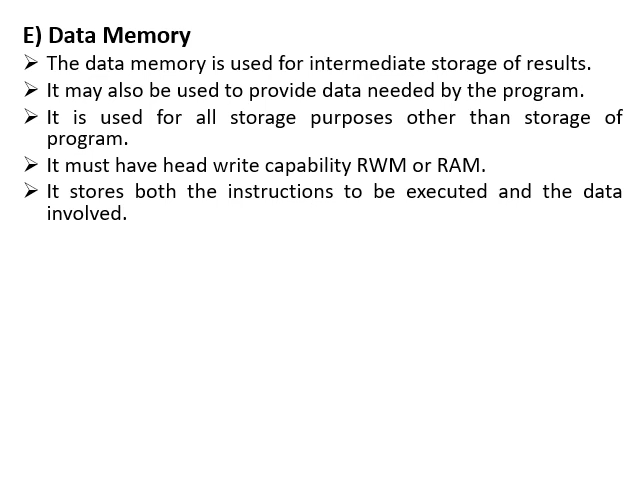 E) Data Memory
➢ The data memory is used for intermediate storage of results.
➢ It may also be used to provide data needed by the program.
➢ It is used for all storage purposes other than storage of
program.
➢ It must have head write capability RWM or RAM.
➢ It stores both the instructions to be executed and the data
involved.